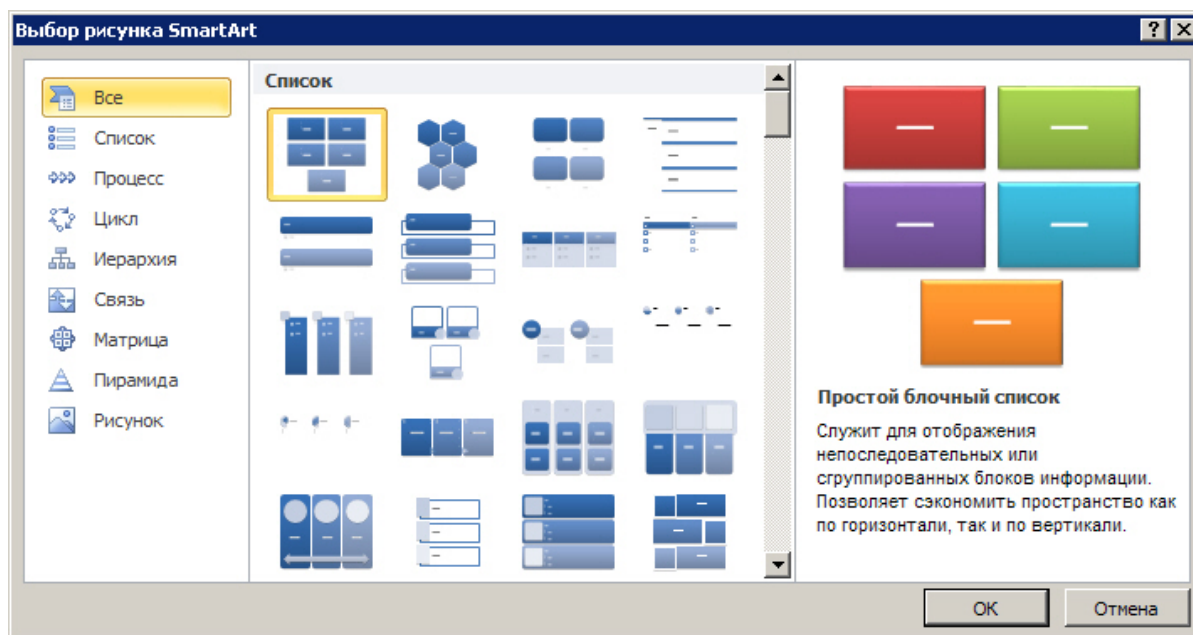 Выбор рисунка SmartArt
Все
Список
Процесс
Цикл
Иерархия
Связь
Матрица
Пирамида
Рисунок
Список
Простой блочный список
Служит для отображения
непоследовательных или
сгруппированных блоков информации.
Позволяет сэкономить пространство как
по горизонтали, так и по вертикали.
ОК
Отмена